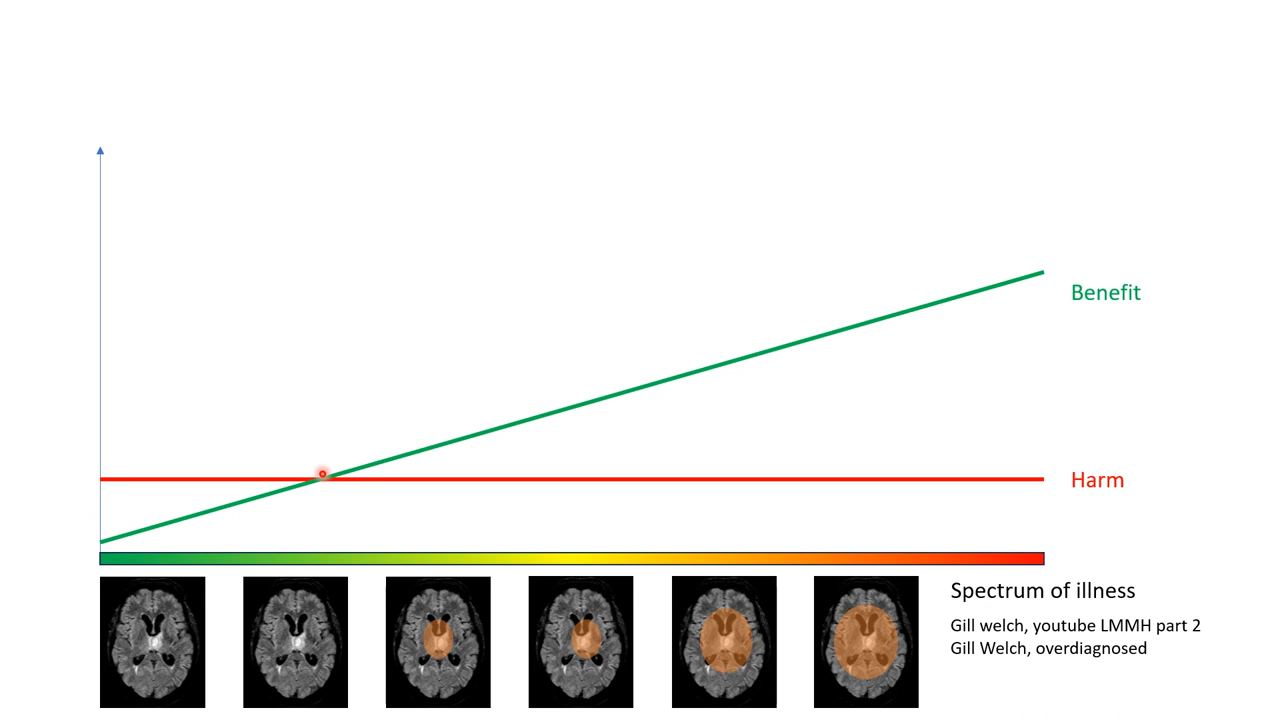 Benefit
Harm
Spectrum of illness
Gill welch, youtube LMMH part 2
Gill Welch, overdiagnosed